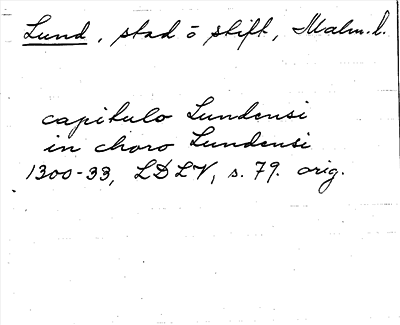 Lund, stad o stift, Malm.l.
capitulo Lundensi
in choro Lundensi
1300-33, LDLV, s. 79. orig.